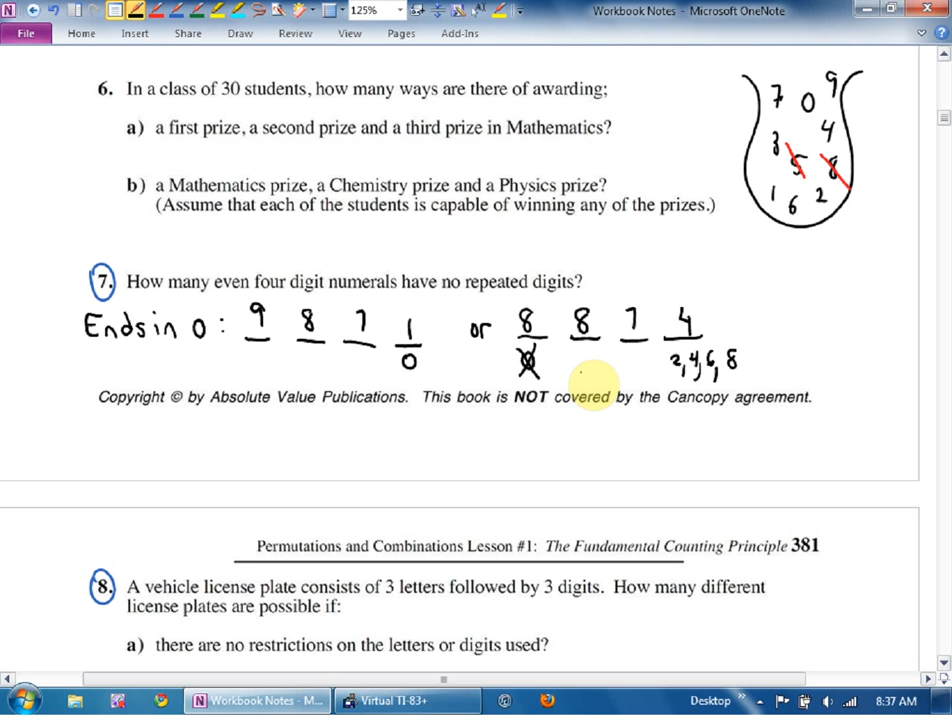 125%
Workbook Notes - Microsoft OneNote
File Home Insert Share Draw Review View Pages Add-Ins
6. In a class of 30 students, how many ways are there of awarding;
a) a first prize, a second prize and a third prize in Mathematics?
b) a Mathematics prize, a Chemistry prize and a Physics prize?
(Assume that each of the students is capable of winning any of the prizes.)
7 0 9
3 4
5 8
1 6 2
7. How many even four digit numerals have no repeated digits?
Ends in 0 : 9 8 7 1 or 8 8 7 4
0 0 2, 4, 6, 8
Copyright © by Absolute Value Publications. This book is NOT covered by the Cancopy agreement.
Permutations and Combinations Lesson #1: The Fundamental Counting Principle 381
8. A vehicle license plate consists of 3 letters followed by 3 digits. How many different
license plates are possible if:
a) there are no restrictions on the letters or digits used?
Workbook Notes - M... Virtual TI-83+ Desktop 8:37 AM